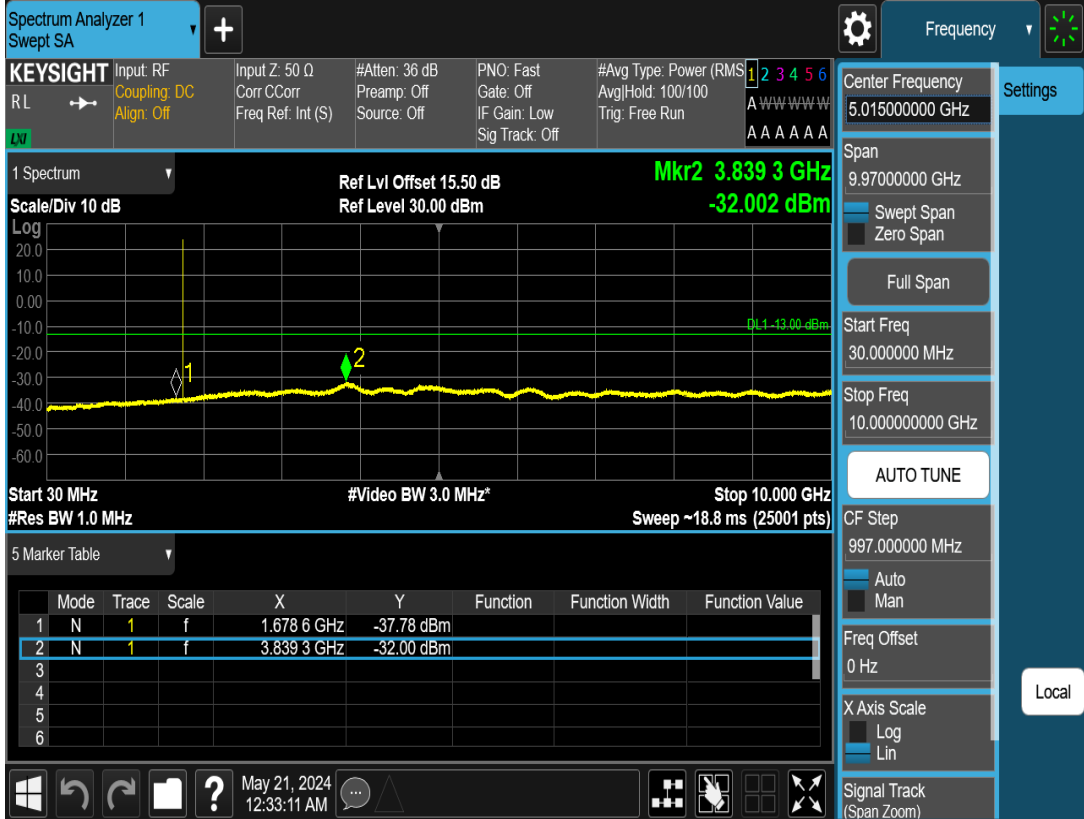 Spectrum Analyzer 1
Swept SA
Frequency
KEYSIGHT
RL
LXI
Input: RF
Coupling: DC
Align: Off
Input Z: 50 Ω
Corr CCorr
Freq Ref: Int (S)
#Atten: 36 dB
Preamp: Off
Source: Off
PNO: Fast
Gate: Off
IF Gain: Low
Sig Track: Off
#Avg Type: Power (RMS
Avg|Hold: 100/100
Trig: Free Run
1 2 3 4 5 6
A W W W W W
A A A A A A
1 Spectrum
Scale/Div 10 dB
Ref Lvl Offset 15.50 dB
Ref Level 30.00 dBm
Mkr2 3.839 3 GHz
-32.002 dBm
Log
20.0
10.0
0.00
-10.0
-20.0
-30.0
-40.0
-50.0
-60.0
DL1 -13.00 dBm
1
2
Start 30 MHz
#Video BW 3.0 MHz*
Stop 10.000 GHz
#Res BW 1.0 MHz
Sweep ~18.8 ms (25001 pts)
5 Marker Table
Mode Trace Scale X Y Function Function Width Function Value
1 N 1 f 1.678 6 GHz -37.78 dBm
2 N 1 f 3.839 3 GHz -32.00 dBm
3
4
5
6
May 21, 2024
12:33:11 AM
Center Frequency
5.015000000 GHz
Settings
Span
9.97000000 GHz
Swept Span
Zero Span
Full Span
Start Freq
30.000000 MHz
Stop Freq
10.000000000 GHz
AUTO TUNE
CF Step
997.000000 MHz
Auto
Man
Freq Offset
0 Hz
Local
X Axis Scale
Log
Lin
Signal Track
(Span Zoom)